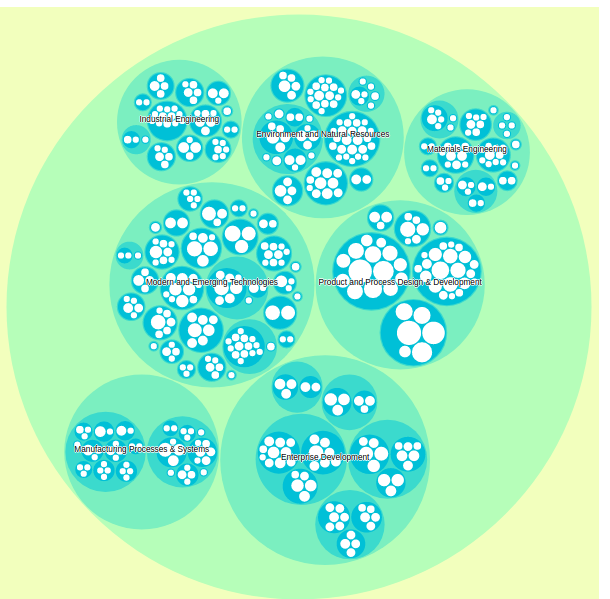 Industrial Engineering
Environment and Natural Resources
Materials Engineering
Modern and Emerging Technologies
Product and Process Design & Development
Manufacturing Processes & Systems
Enterprise Development